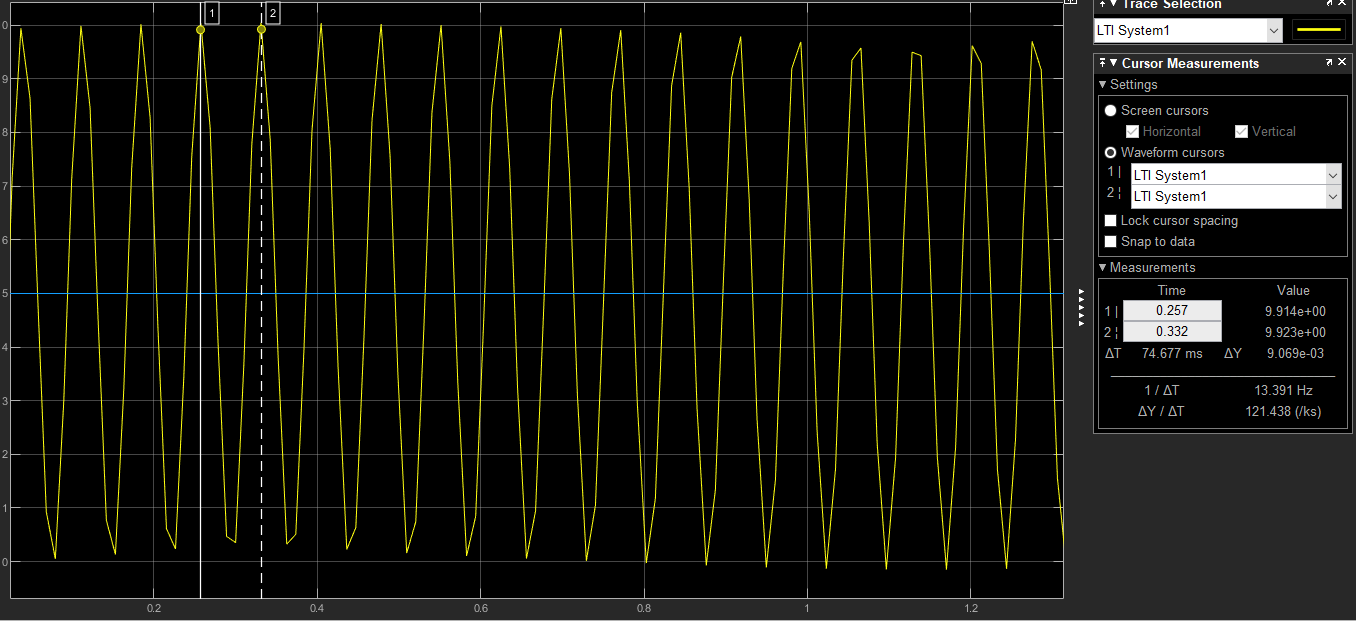 1
2
0
9
8
7
6
5
4
3
2
1
0
0.2
0.4
0.6
0.8
1
1.2
▼ Trace Selection
LTI System1
▼ Cursor Measurements
▼ Settings
Screen cursors
Horizontal Vertical
Waveform cursors
1 | LTI System1
2 ¦ LTI System1
Lock cursor spacing
Snap to data
▼ Measurements
Time Value
1 | 0.257 9.914e+00
2 ¦ 0.332 9.923e+00
ΔT 74.677 ms ΔY 9.069e-03
1 / ΔT 13.391 Hz
ΔY / ΔT 121.438 (/ks)